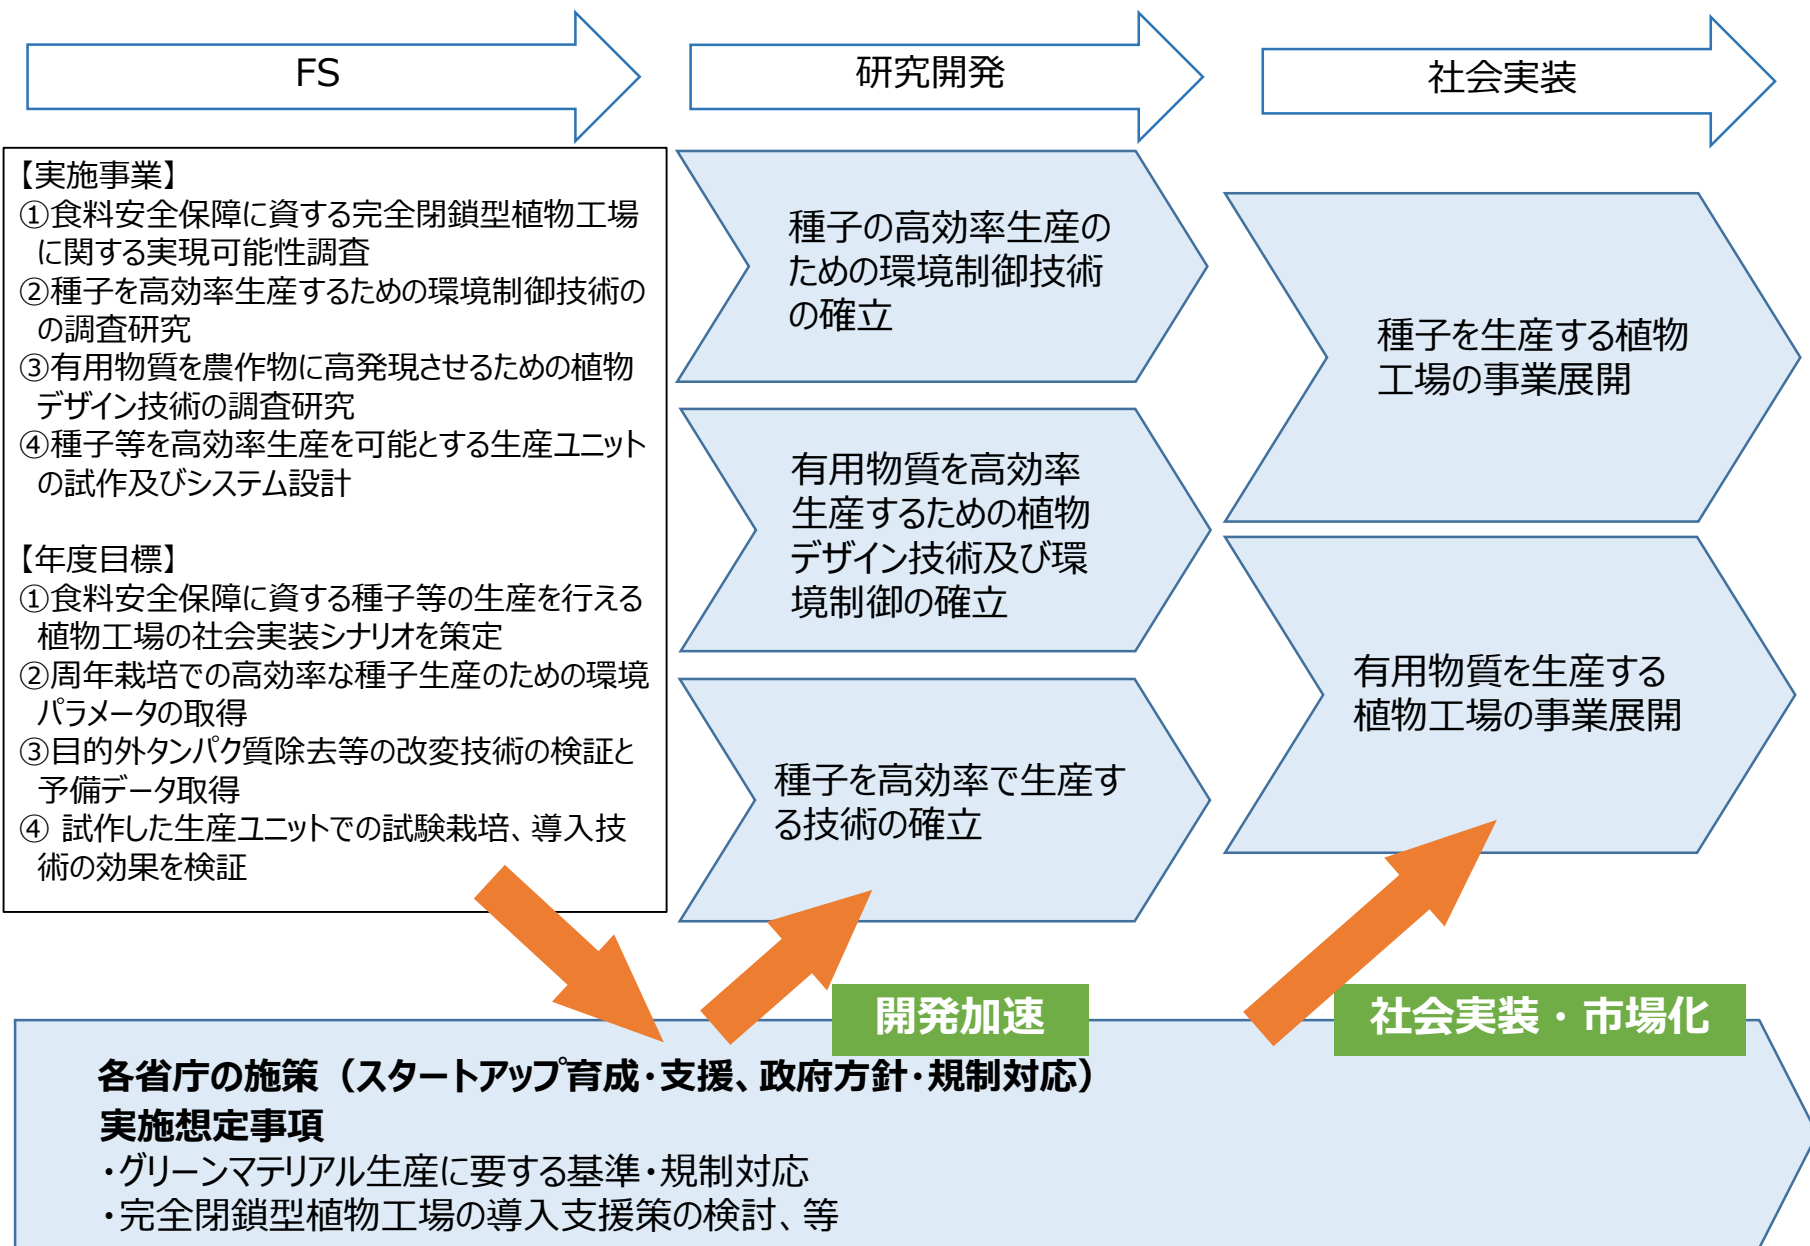 FS
研究開発
社会実装
【実施事業】
①食料安全保障に資する完全閉鎖型植物工場
に関する実現可能性調査
②種子を高効率生産するための環境制御技術の
の調査研究
③有用物質を農作物に高発現させるための植物
デザイン技術の調査研究
④種子等を高効率生産を可能とする生産ユニット
の試作及びシステム設計
【年度目標】
①食料安全保障に資する種子等の生産を行える
植物工場の社会実装シナリオを策定
②周年栽培での高効率な種子生産のための環境
パラメータの取得
③目的外タンパク質除去等の改変技術の検証と
予備データ取得
④ 試作した生産ユニットでの試験栽培、導入技
術の効果を検証
種子の高効率生産の
ための環境制御技術
の確立
有用物質を高効率
生産するための植物
デザイン技術及び環
境制御の確立
種子を高効率で生産す
る技術の確立
種子を生産する植物
工場の事業展開
有用物質を生産する
植物工場の事業展開
開発加速
社会実装・市場化
各省庁の施策（スタートアップ育成・支援、政府方針・規制対応）
実施想定事項
・グリーンマテリアル生産に要する基準・規制対応
・完全閉鎖型植物工場の導入支援策の検討、等